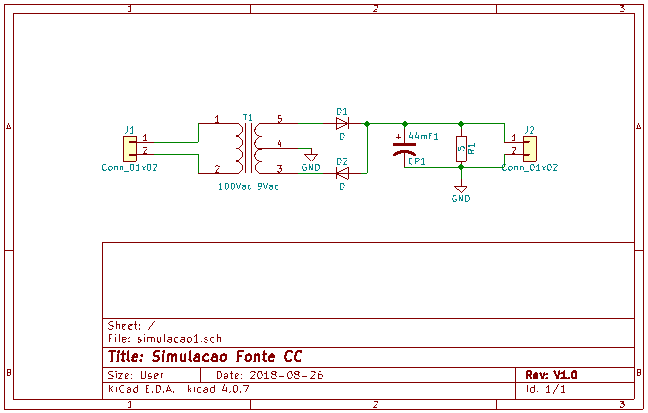 1 2 3
A A
J1
1
2
Conn_01x02
1
2
T1
5
4
3
100Vac 9Vac
GND
D1
D
D2
D
44mF1
CP1
5
R1
GND
J2
1
2
Conn_01x02
B B
Sheet: /
File: simulacao1.sch
Title: Simulacao Fonte CC
Size: User Date: 2018-08-26 Rev: V1.0
KiCad E.D.A. kicad 4.0.7 Id: 1/1
1 2 3